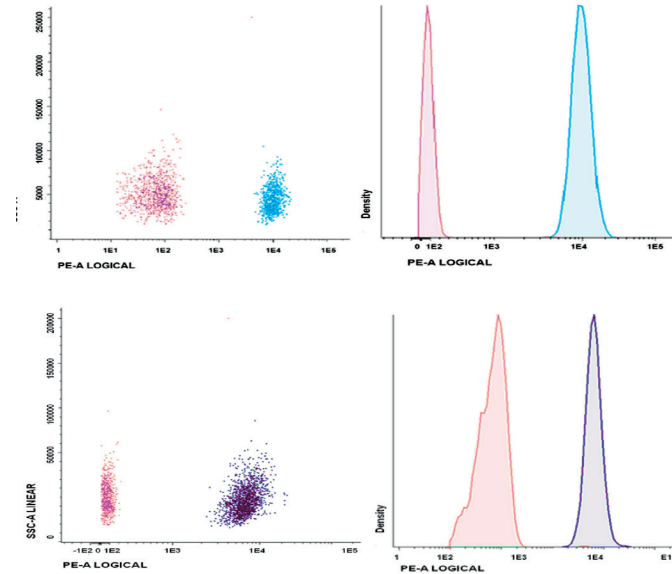 250000
200000
150000
100000
5000
1 1E1 1E2 1E3 1E4 1E5
PE-A LOGICAL
Density
0 1E2 1E3 1E4 1E5
PE-A LOGICAL
200000
180000
150000
100000
50000
0
SSC-A LINEAR
-1E2 0 1E2 1E3 1E4 1E5
PE-A LOGICAL
Density
1 1E2 1E3 1E4 E1
PE-A LOGICAL